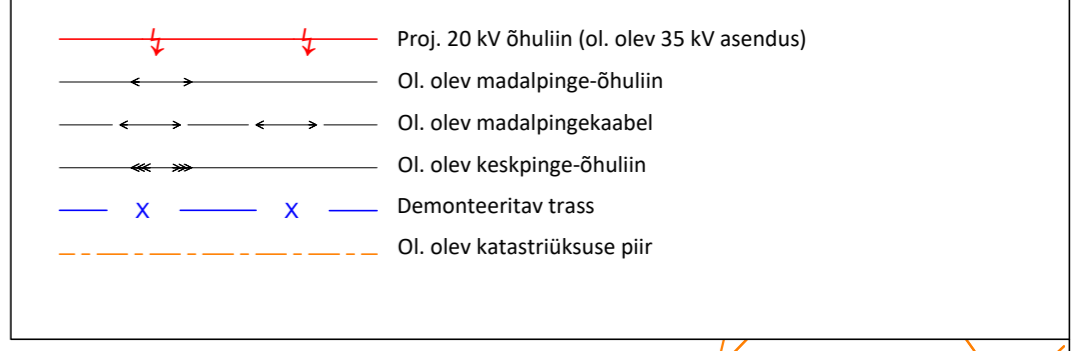 Proj. 20 kV õhuliin (ol. olev 35 kV asendus)
Ol. olev madalpinge-õhuliin
Ol. olev madalpingekaabel
Ol. olev keskpinge-õhuliin
X X Demonteeritav trass
Ol. olev katastriüksuse piir